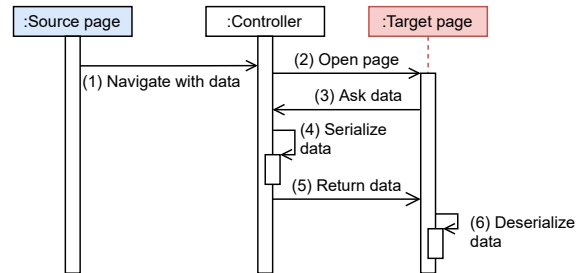 :Source page
:Controller
:Target page
(2) Open page
(1) Navigate with data
(3) Ask data
(4) Serialize
data
(5) Return data
(6) Deserialize
data